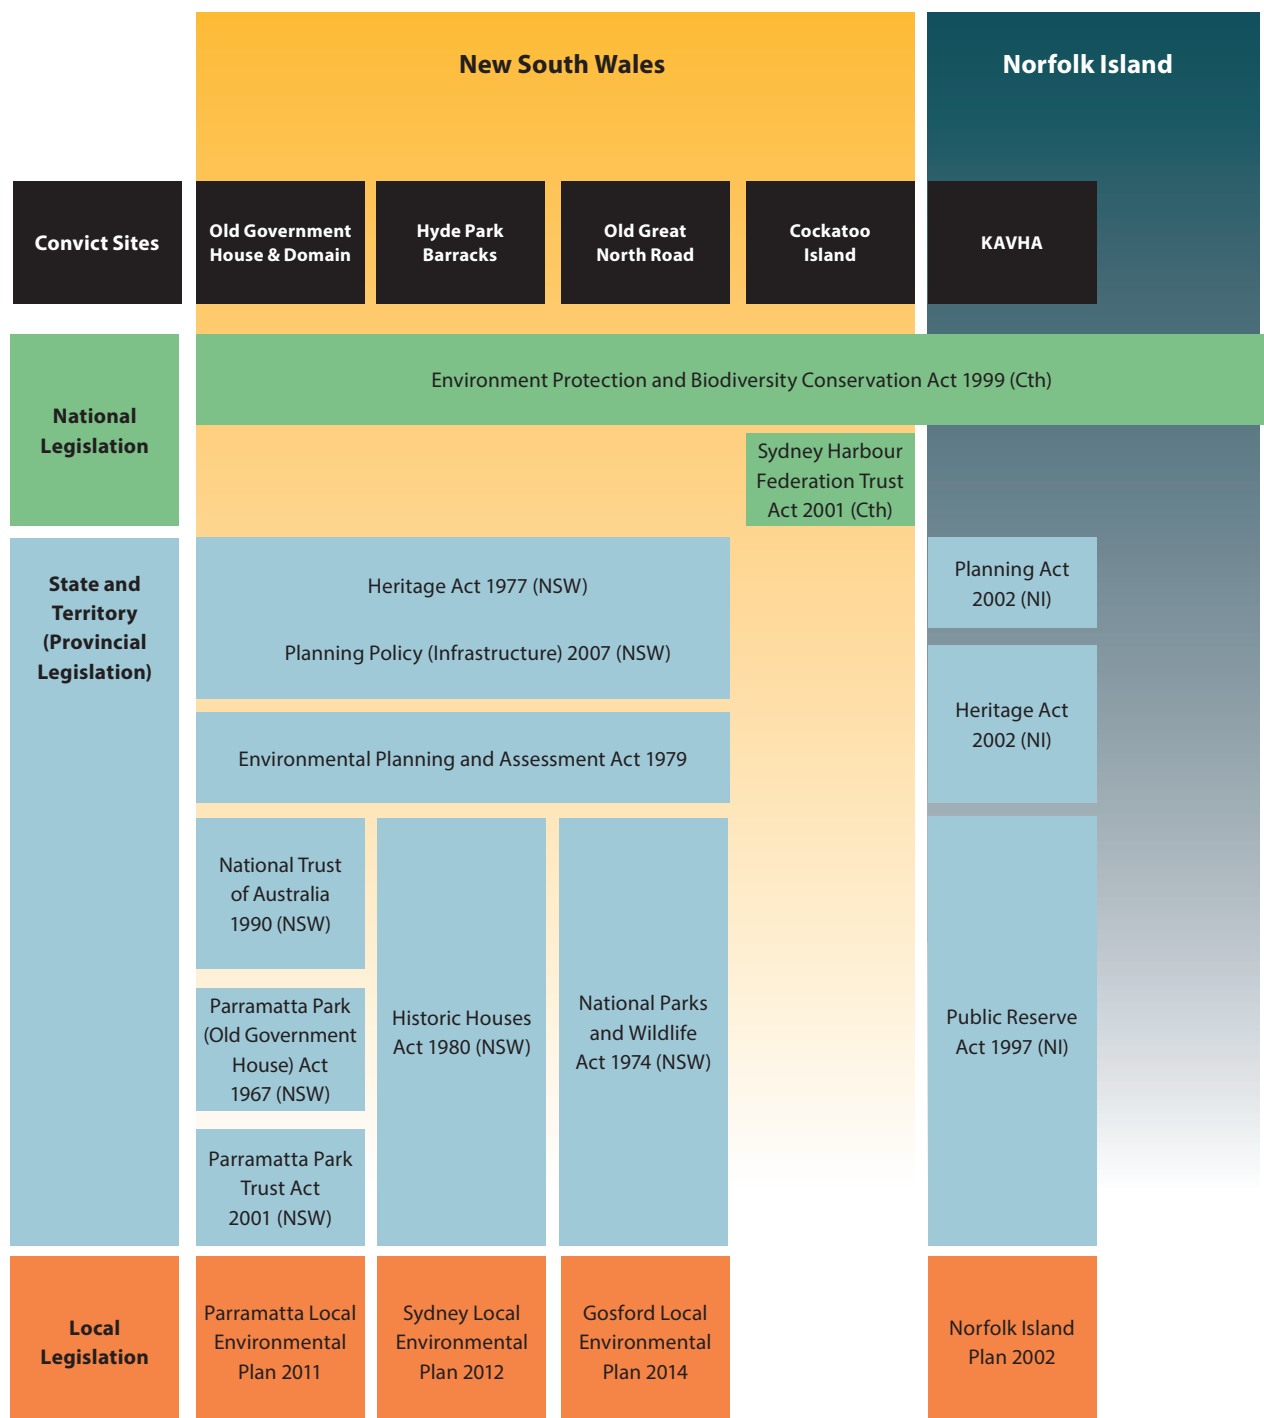 New South Wales
Norfolk Island
Convict Sites
Old Government
House & Domain
Hyde Park
Barracks
Old Great
North Road
Cockatoo
Island
KAVHA
National
Legislation
Environment Protection and Biodiversity Conservation Act 1999 (Cth)
Sydney Harbour
Federation Trust
Act 2001 (Cth)
State and
Territory
(Provincial
Legislation)
Heritage Act 1977 (NSW)
Planning Policy (Infrastructure) 2007 (NSW)
Planning Act
2002 (NI)
Heritage Act
2002 (NI)
Environmental Planning and Assessment Act 1979
National Trust
of Australia
1990 (NSW)
Parramatta Park
(Old Government
House) Act
1967 (NSW)
Parramatta Park
Trust Act
2001 (NSW)
Historic Houses
Act 1980 (NSW)
National Parks
and Wildlife
Act 1974 (NSW)
Public Reserve
Act 1997 (NI)
Local
Legislation
Parramatta Local
Environmental
Plan 2011
Sydney Local
Environmental
Plan 2012
Gosford Local
Environmental
Plan 2014
Norfolk Island
Plan 2002